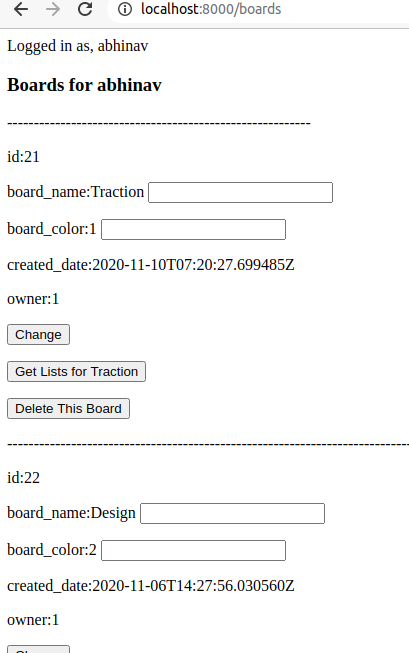 localhost:8000/boards
Logged in as, abhinav
Boards for abhinav
---------------------------------------------------------
id:21
board_name:Traction
board_color:1
created_date:2020-11-10T07:20:27.699485Z
owner:1
Change
Get Lists for Traction
Delete This Board
----------------------------------------------------------------------------
id:22
board_name:Design
board_color:2
created_date:2020-11-06T14:27:56.030560Z
owner:1